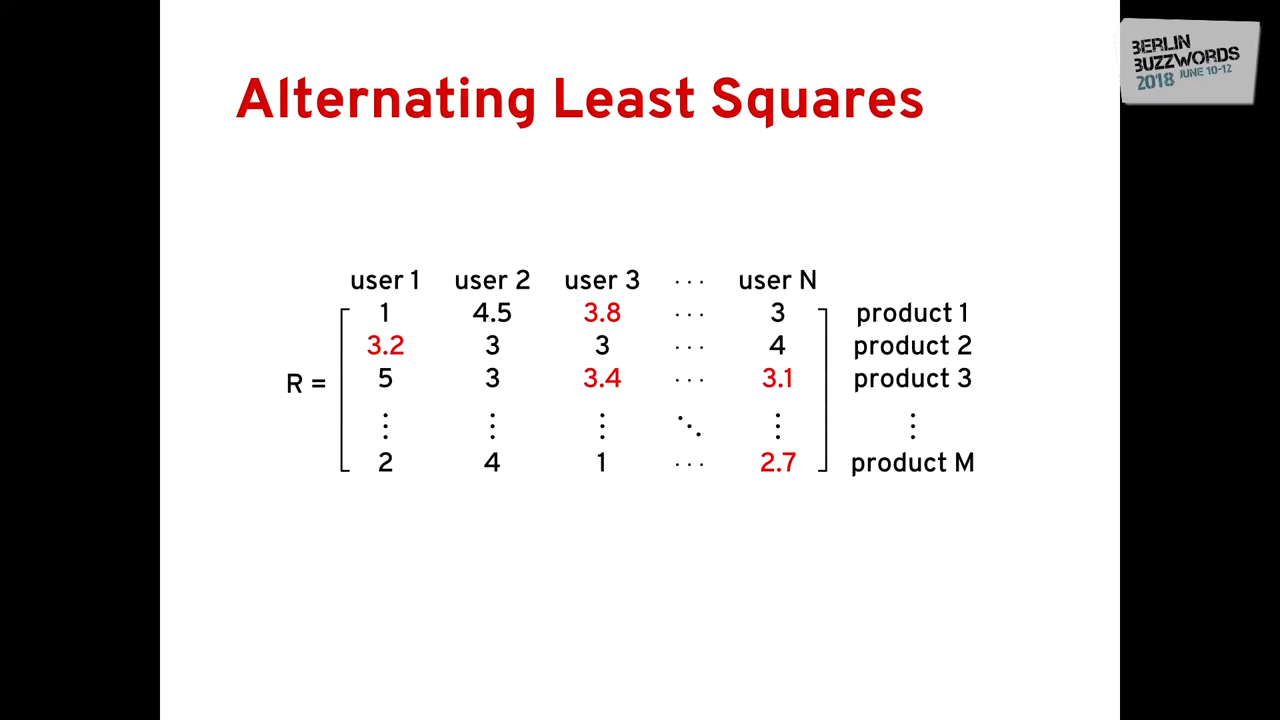 Alternating Least Squares
BERLIN
BUZZWORDS
2018 JUNE 10-12
user 1 user 2 user 3 ... user N
1 4.5 3.8 ... 3 product 1
3.2 3 3 ... 4 product 2
R = 5 3 3.4 ... 3.1 product 3
⋮ ⋮ ⋮ ⋱ ⋮ ⋮
2 4 1 ... 2.7 product M